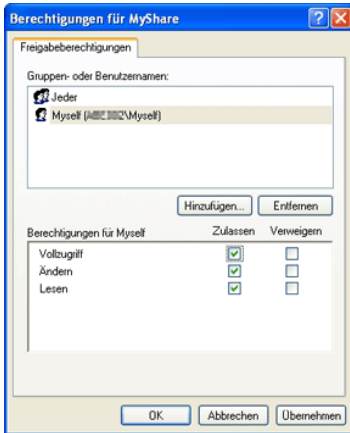 Berechtigungen für MyShare
Freigabeberechtigungen
Gruppen- oder Benutzernamen:
Jeder
Myself (\Myself)
Hinzufügen...
Entfernen
Berechtigungen für Myself
Zulassen
Verweigern
Vollzugriff
Ändern
Lesen
OK
Abbrechen
Übernehmen